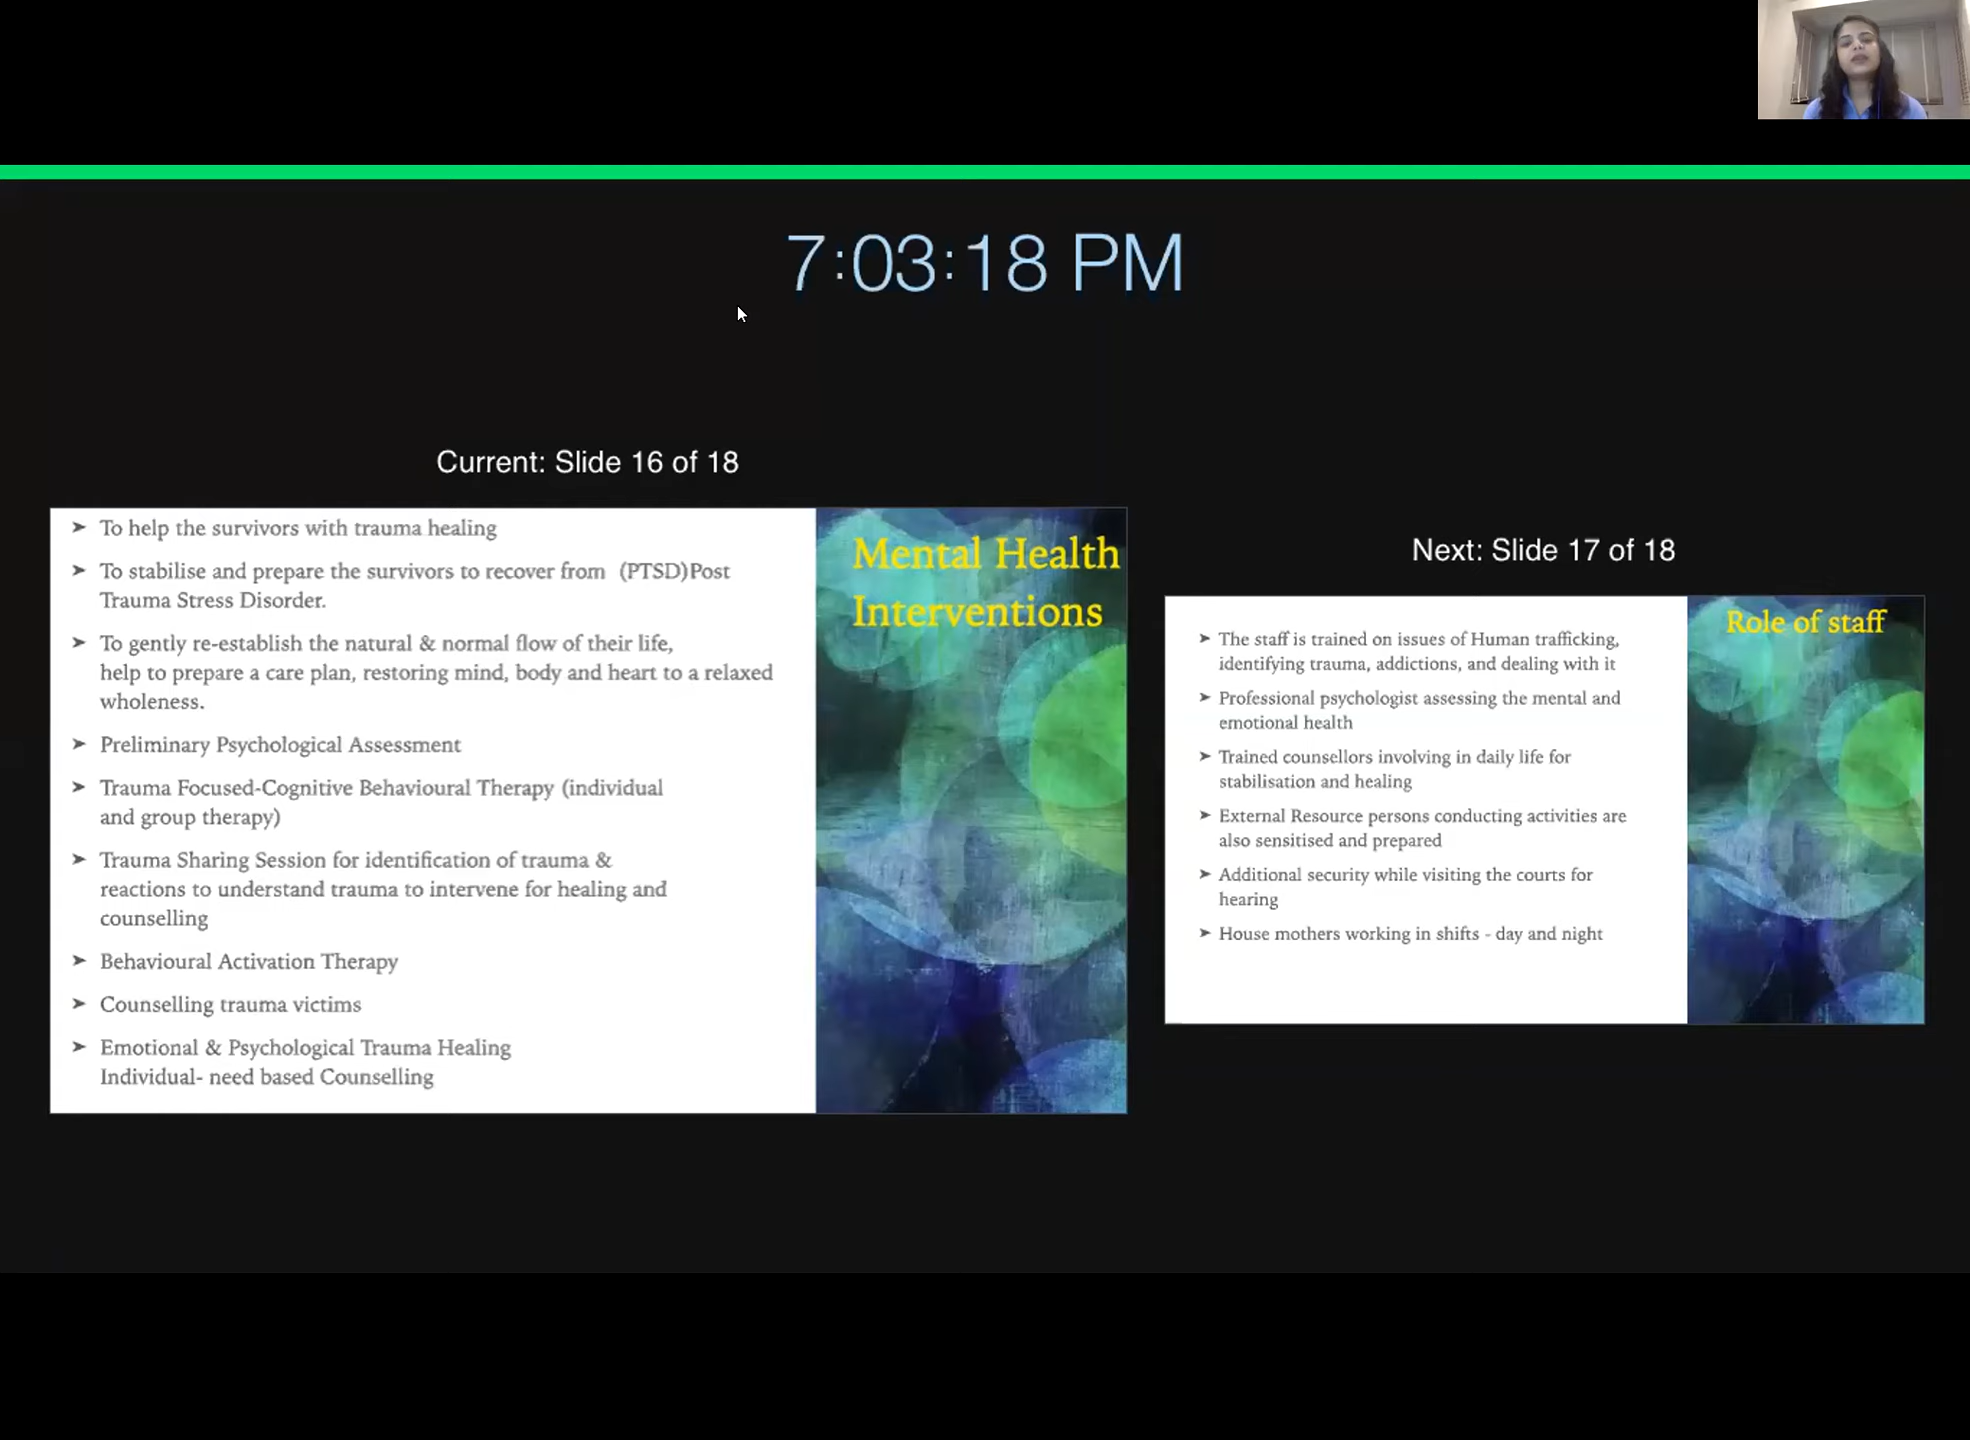 7:03:18 PM
Current: Slide 16 of 18
➤ To help the survivors with trauma healing
➤ To stabilise and prepare the survivors to recover from (PTSD)Post
Trauma Stress Disorder.
➤ To gently re-establish the natural & normal flow of their life,
help to prepare a care plan, restoring mind, body and heart to a relaxed
wholeness.
➤ Preliminary Psychological Assessment
➤ Trauma Focused-Cognitive Behavioural Therapy (individual
and group therapy)
➤ Trauma Sharing Session for identification of trauma &
reactions to understand trauma to intervene for healing and
counselling
➤ Behavioural Activation Therapy
➤ Counselling trauma victims
➤ Emotional & Psychological Trauma Healing
Individual- need based Counselling
Mental Health
Interventions
Next: Slide 17 of 18
➤ The staff is trained on issues of Human trafficking,
identifying trauma, addictions, and dealing with it
➤ Professional psychologist assessing the mental and
emotional health
➤ Trained counsellors involving in daily life for
stabilisation and healing
➤ External Resource persons conducting activities are
also sensitised and prepared
➤ Additional security while visiting the courts for
hearing
➤ House mothers working in shifts - day and night
Role of staff